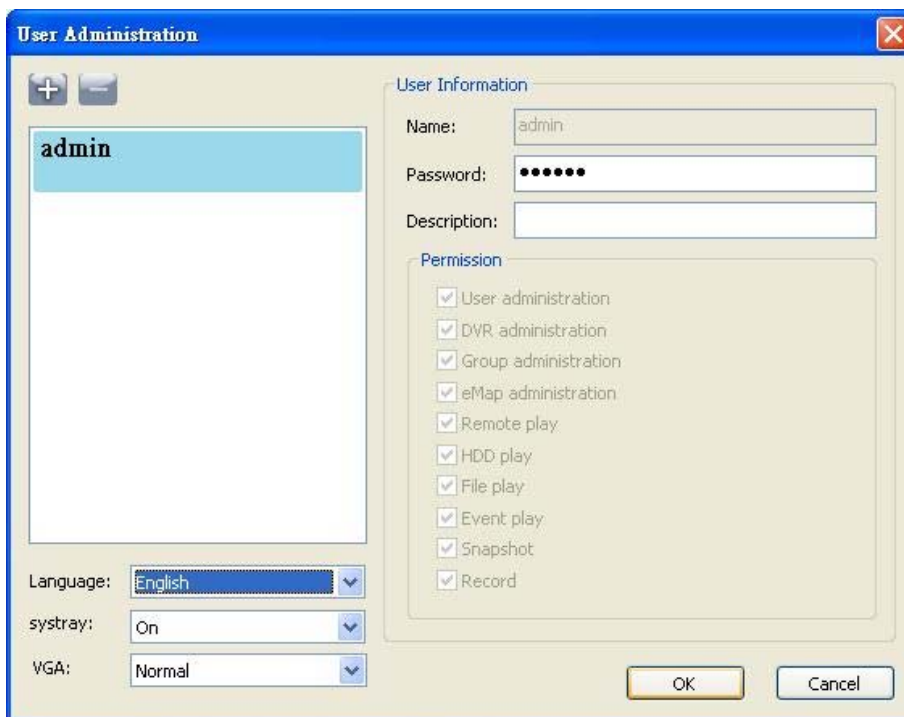 User Administration
admin
Language:
English
systray:
On
VGA:
Normal
User Information
Name:
admin
Password:
••••••
Description:
Permission
User administration
DVR administration
Group administration
eMap administration
Remote play
HDD play
File play
Event play
Snapshot
Record
OK
Cancel